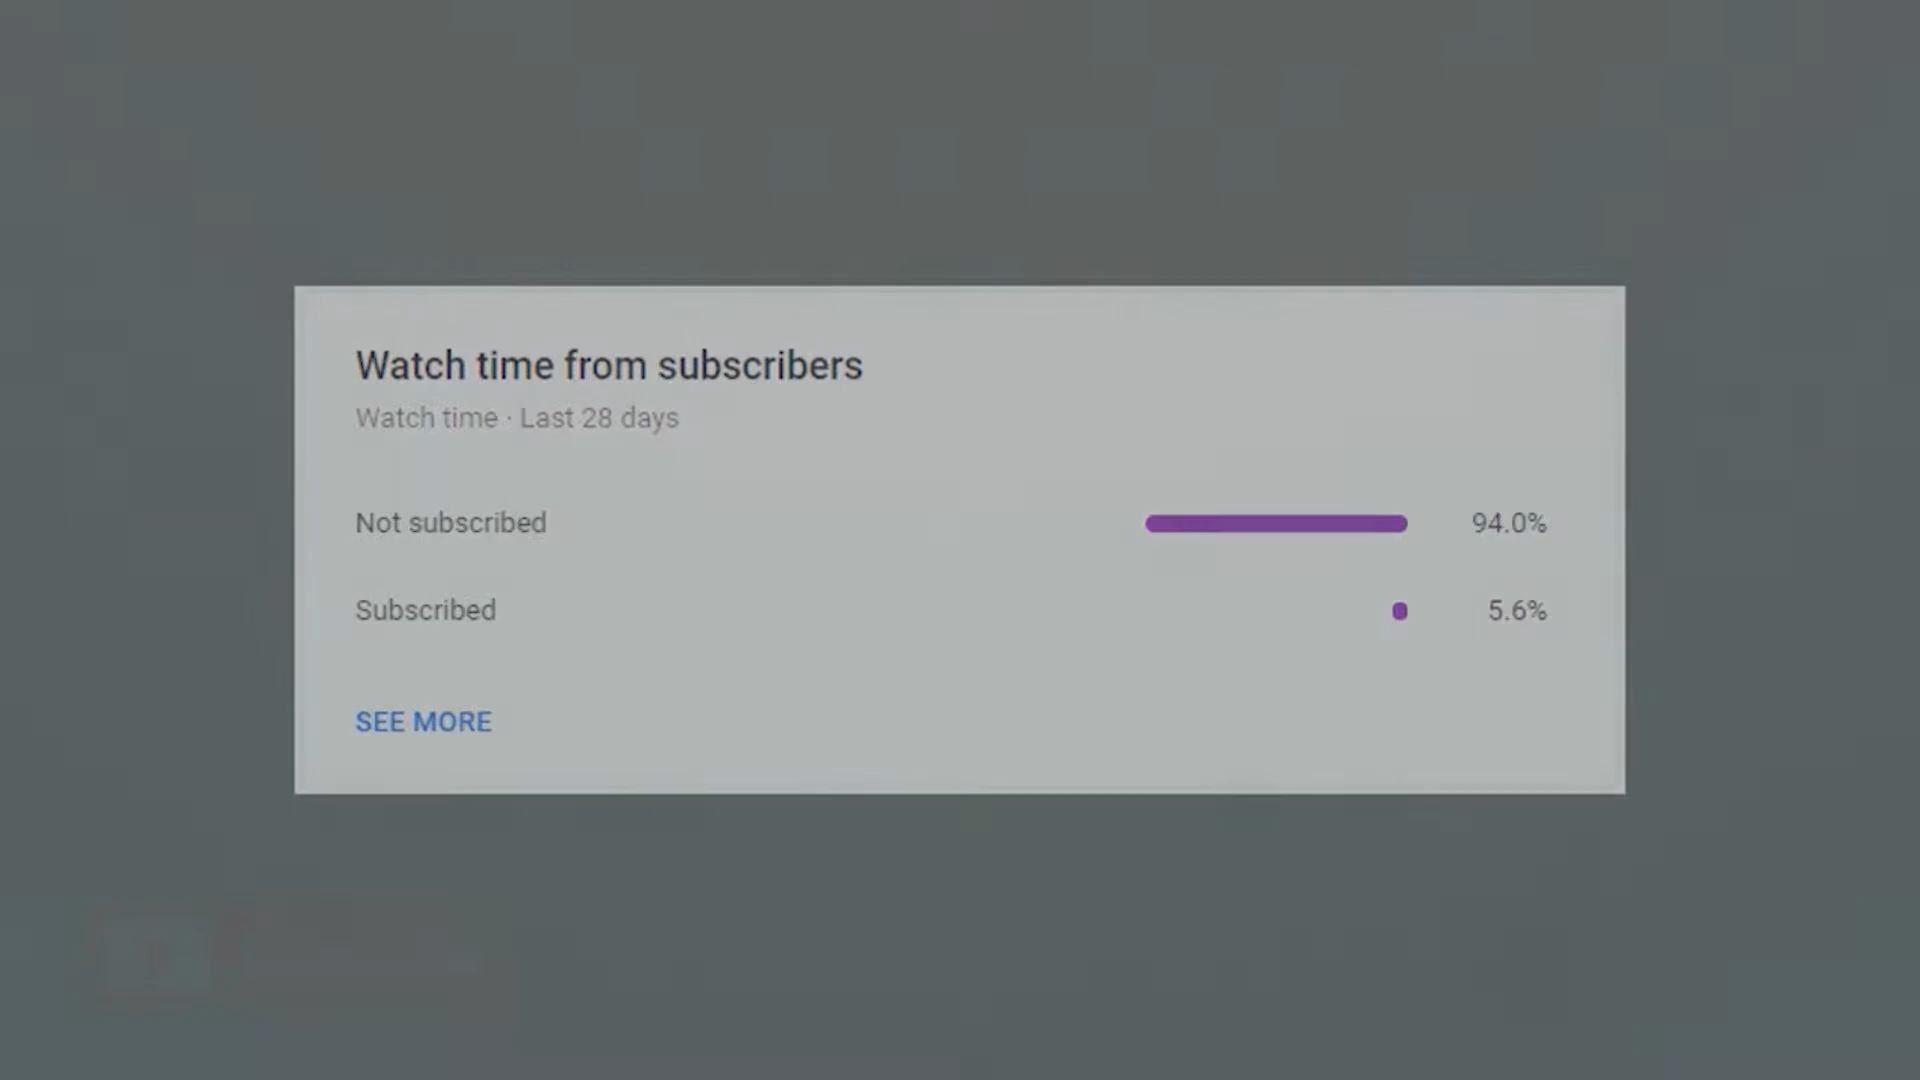 Watch time from subscribers
Watch time · Last 28 days
Not subscribed 94.0%
Subscribed 5.6%
SEE MORE